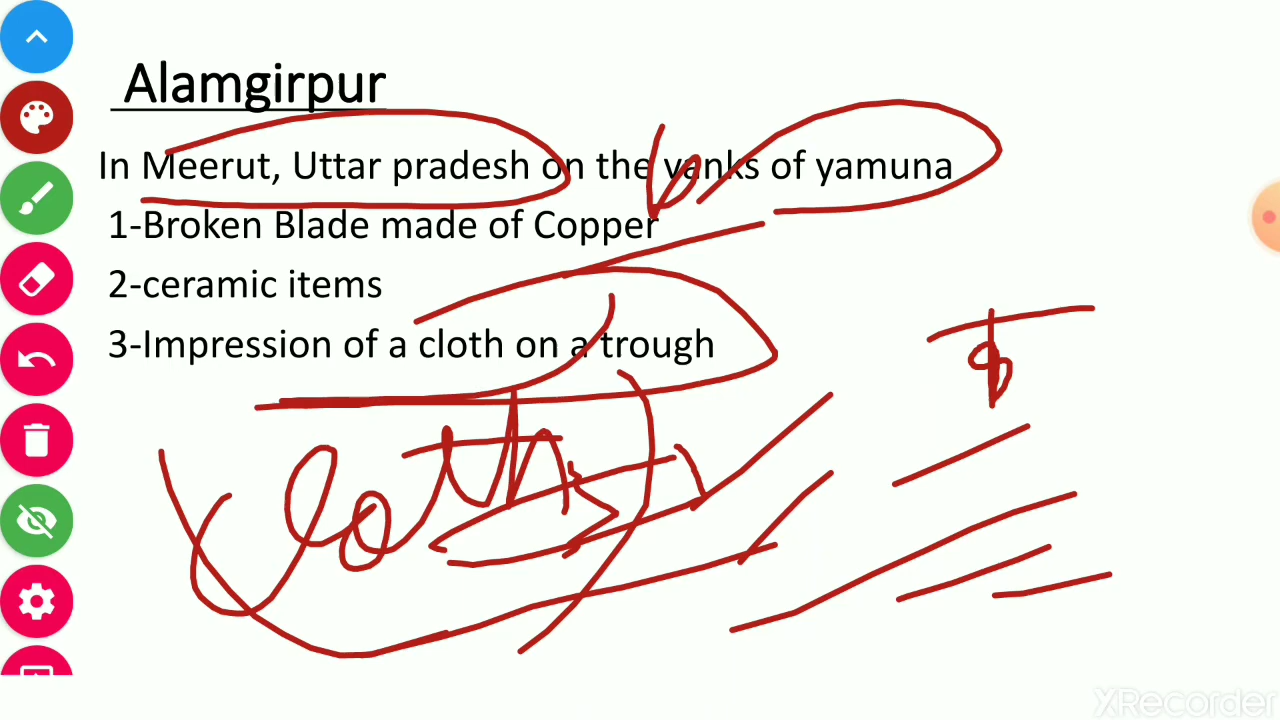 Alamgirpur
In Meerut, Uttar pradesh on the vanks of yamuna
b
1-Broken Blade made of Copper
2-ceramic items
3-Impression of a cloth on a trough
cloth
XRecorder